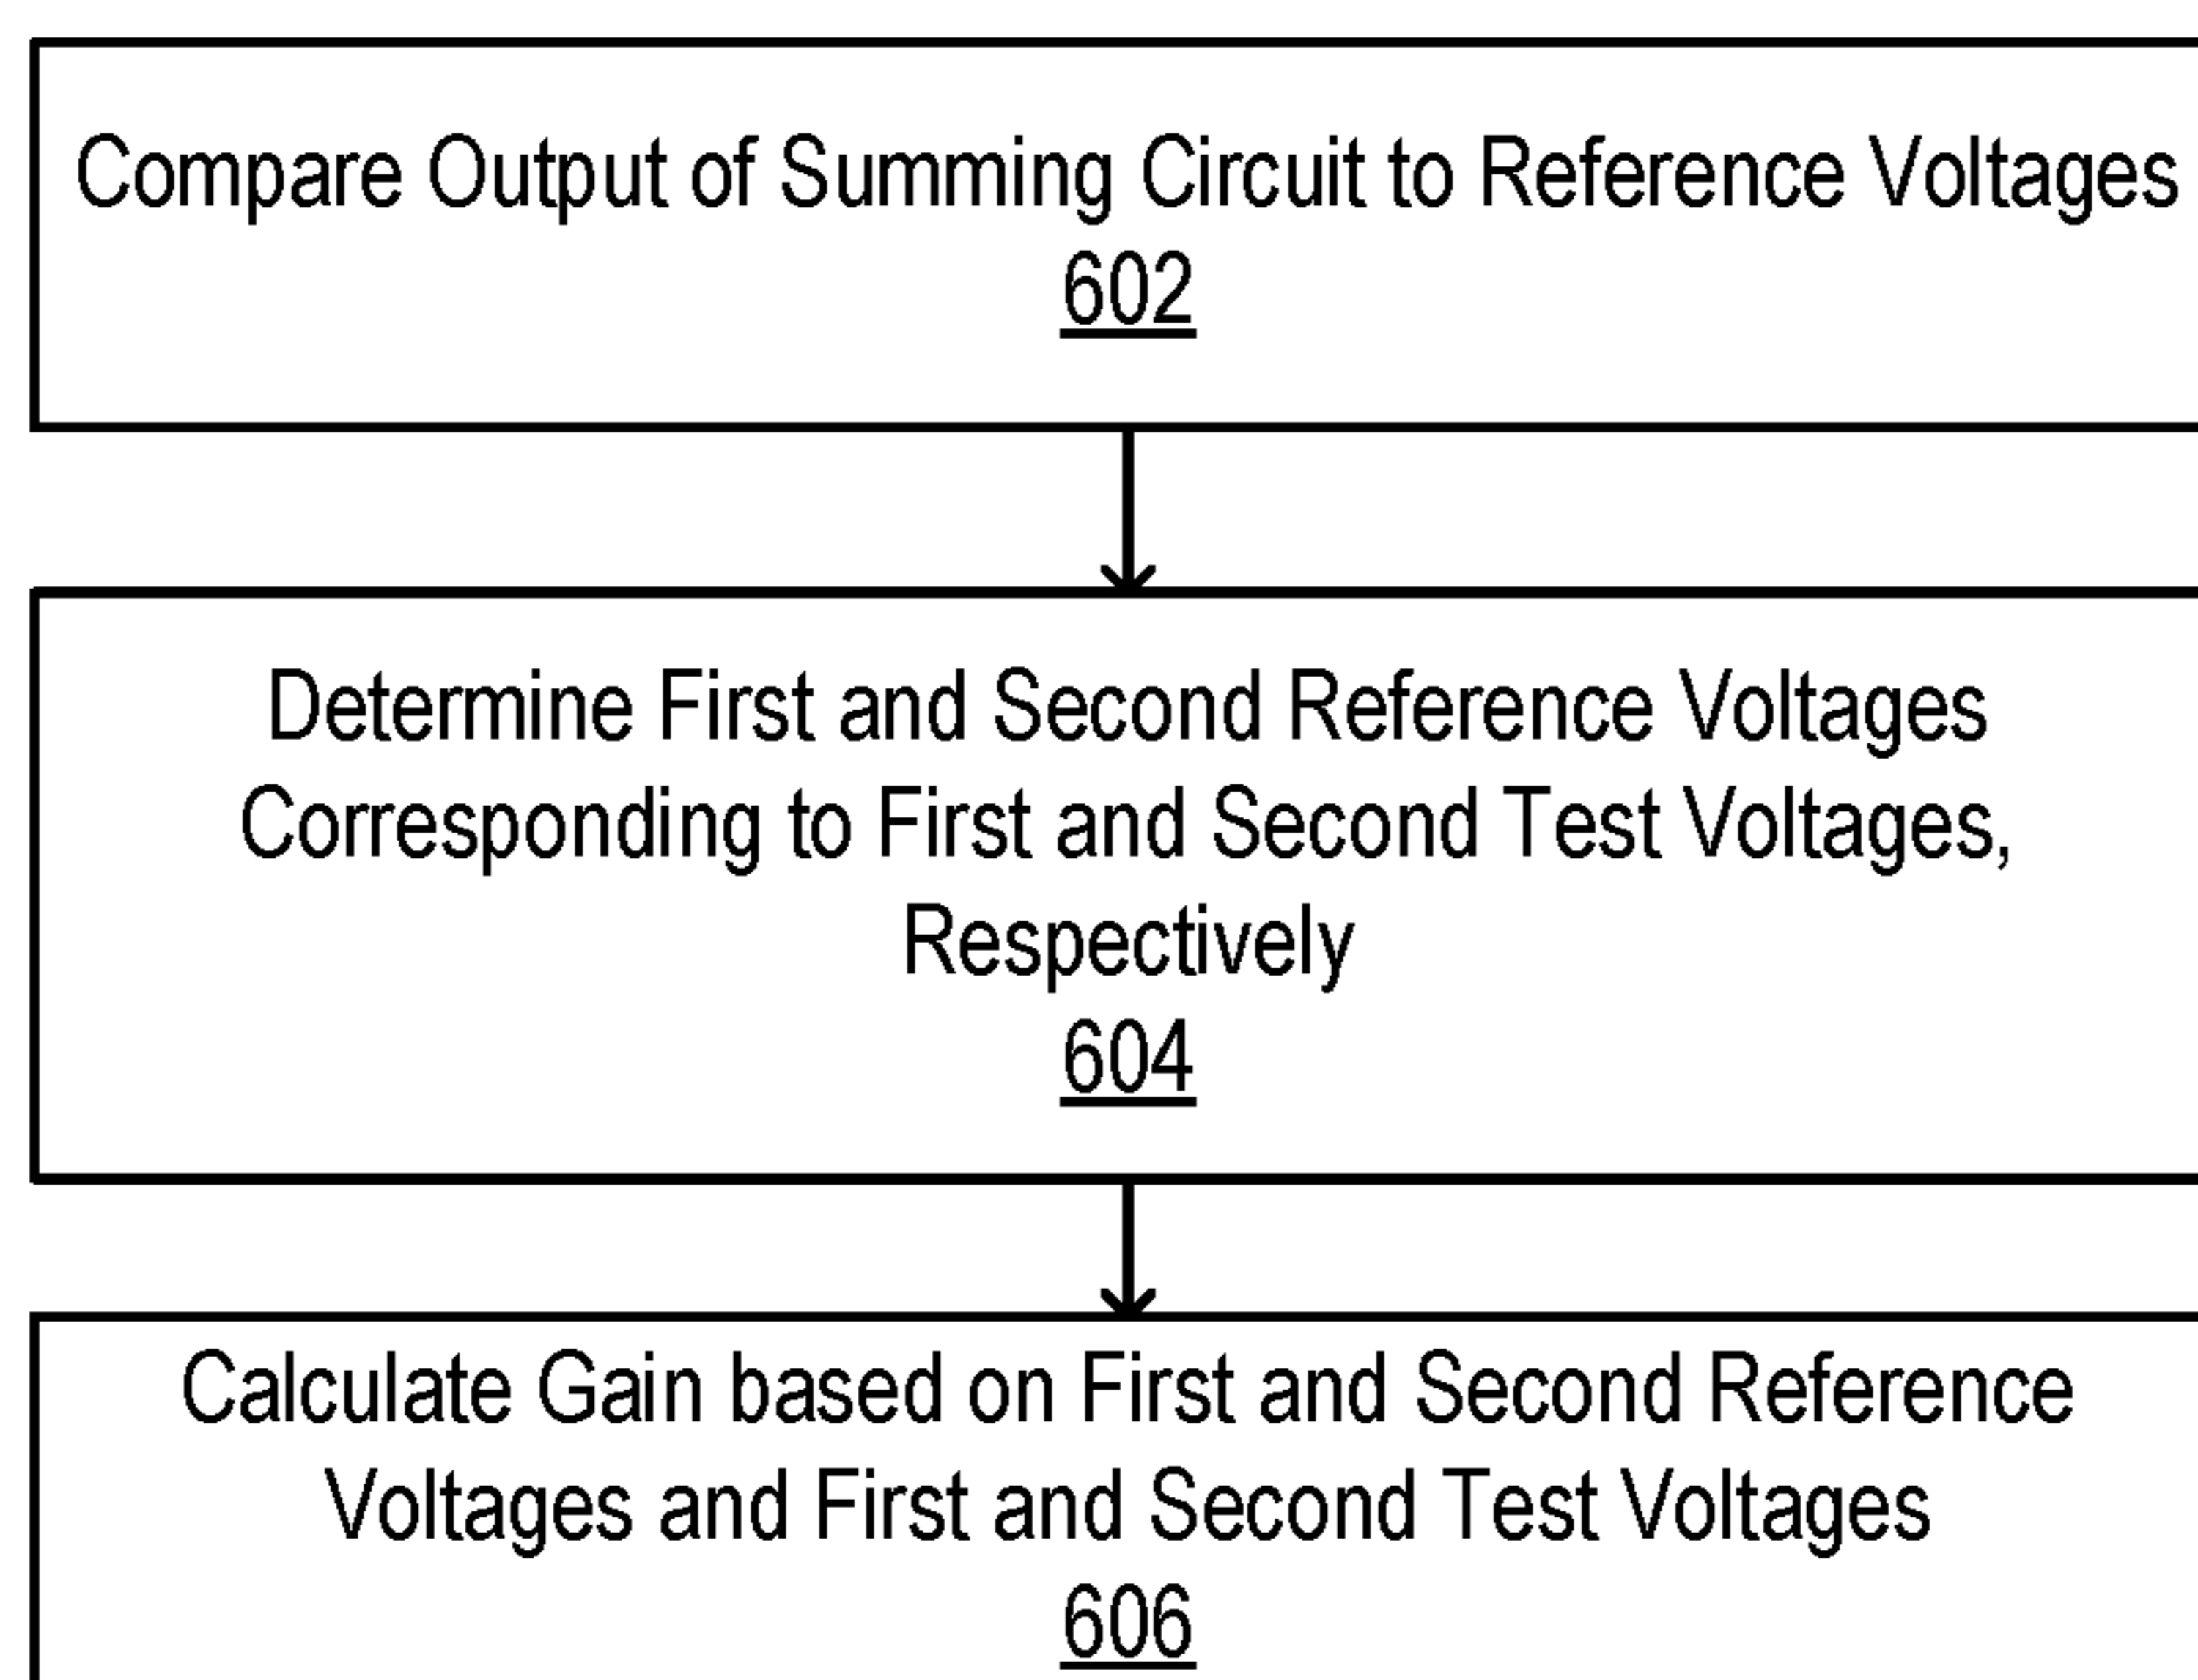 Compare Output of Summing Circuit to Reference Voltages
602
Determine First and Second Reference Voltages
Corresponding to First and Second Test Voltages,
Respectively
604
Calculate Gain based on First and Second Reference
Voltages and First and Second Test Voltages
606